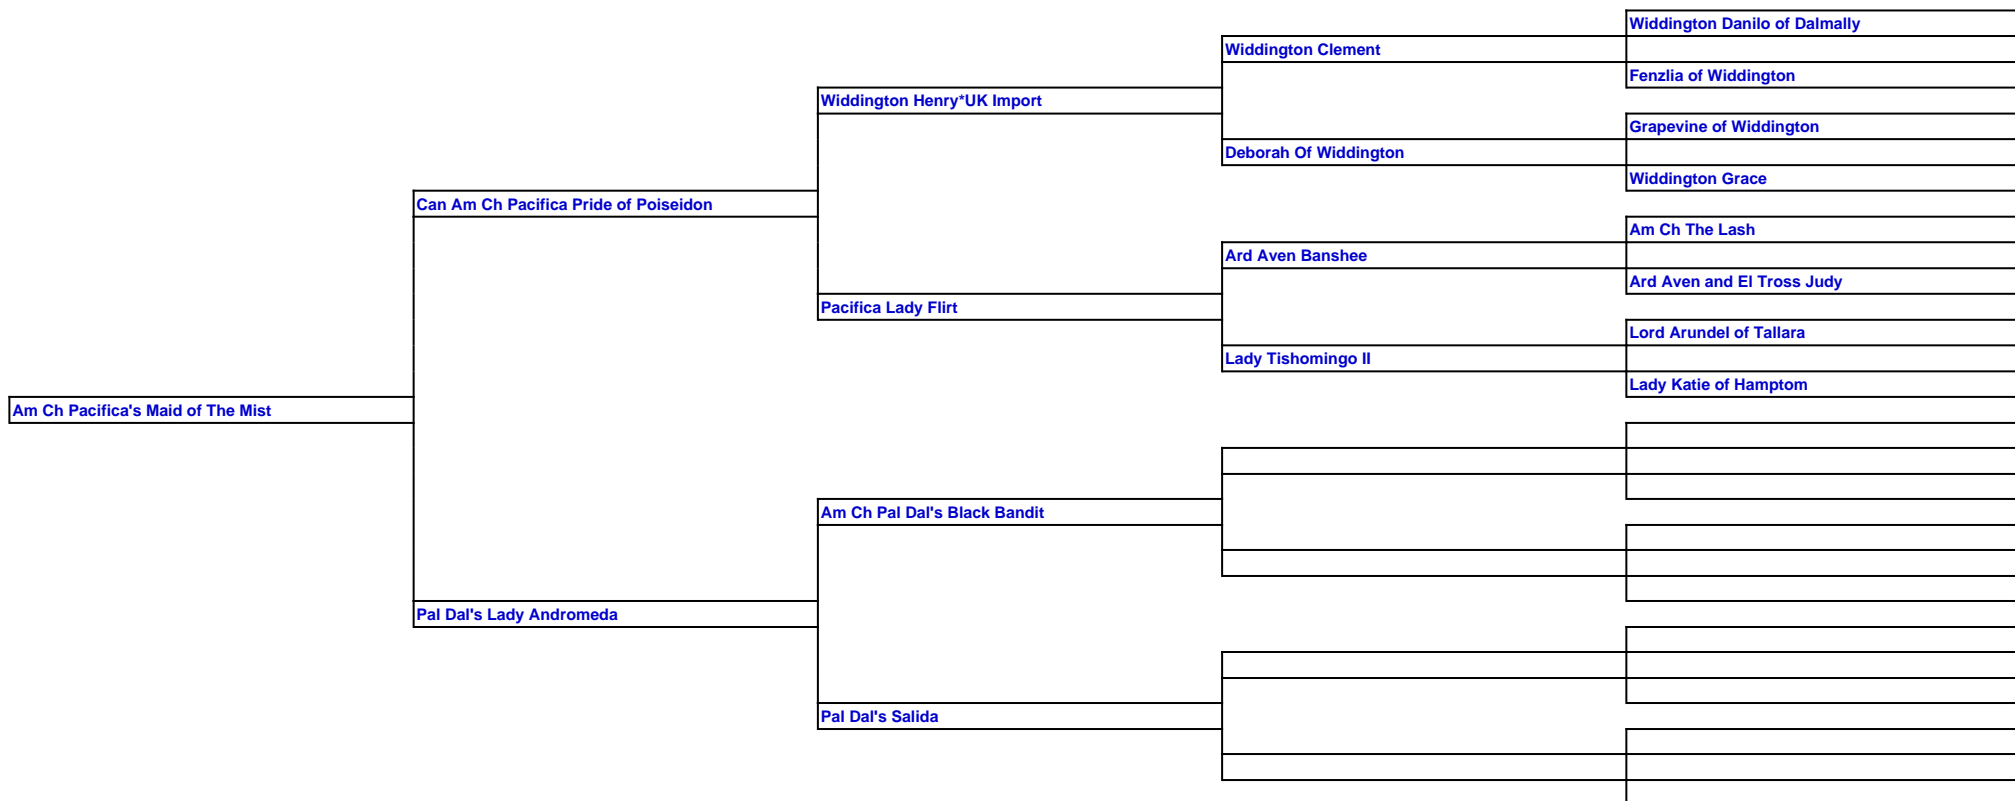 Widdington Danilo of Dalmally
Widdington Clement
Fenzlia of Widdington
Widdington Henry*UK Import
Grapevine of Widdington
Deborah Of Widdington
Widdington Grace
Can Am Ch Pacifica Pride of Poiseidon
Am Ch The Lash
Ard Aven Banshee
Ard Aven and El Tross Judy
Pacifica Lady Flirt
Lord Arundel of Tallara
Lady Tishomingo II
Lady Katie of Hamptom
Am Ch Pacifica's Maid of The Mist
Am Ch Pal Dal's Black Bandit
Pal Dal's Lady Andromeda
Pal Dal's Salida